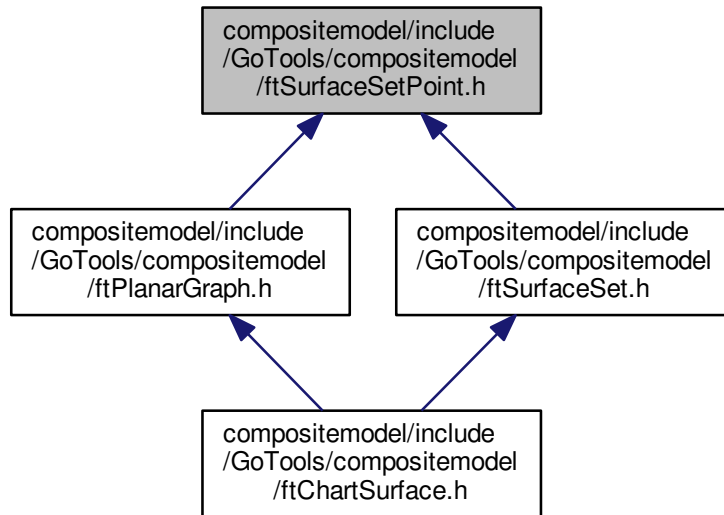 compositemodel/include
/GoTools/compositemodel
/ftSurfaceSetPoint.h
compositemodel/include
/GoTools/compositemodel
/ftPlanarGraph.h
compositemodel/include
/GoTools/compositemodel
/ftSurfaceSet.h
compositemodel/include
/GoTools/compositemodel
/ftChartSurface.h